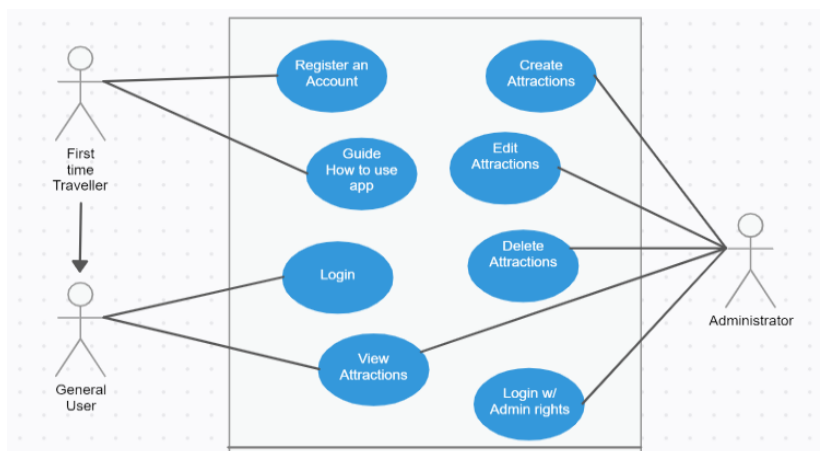 Register an
Account
Create
Attractions
First
time
Traveller
Guide
How to use
app
Edit
Attractions
Login
Delete
Attractions
Administrator
General
User
View
Attractions
Login w/
Admin rights